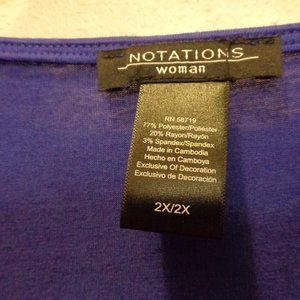 NOTATIONS
woman
RN 58719
77% Polyester/Poliéster
20% Rayon/Rayón
3% Spandex/Spandex
Made in Cambodia
Hecho en Camboya
Exclusive Of Decoration
Exclusivo de Decoración
2X/2X